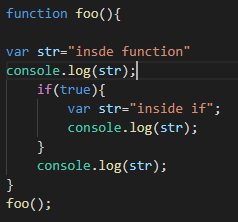 function foo(){
var str="insde function"
console.log(str);
if(true){
var str="inside if";
console.log(str);
}
console.log(str);
}
foo();